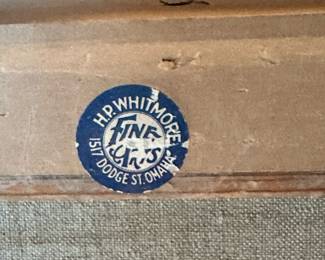 H.P. WHITMORE
FINE
ArTs
1517 DODGE ST. OMAHA